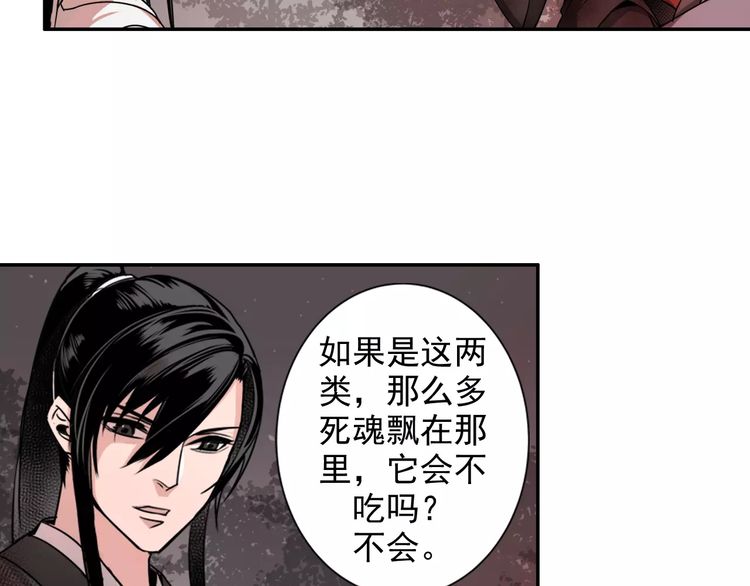 如果是这两
类，那么多
死魂飘在那
里，它会不
吃吗？
不会。